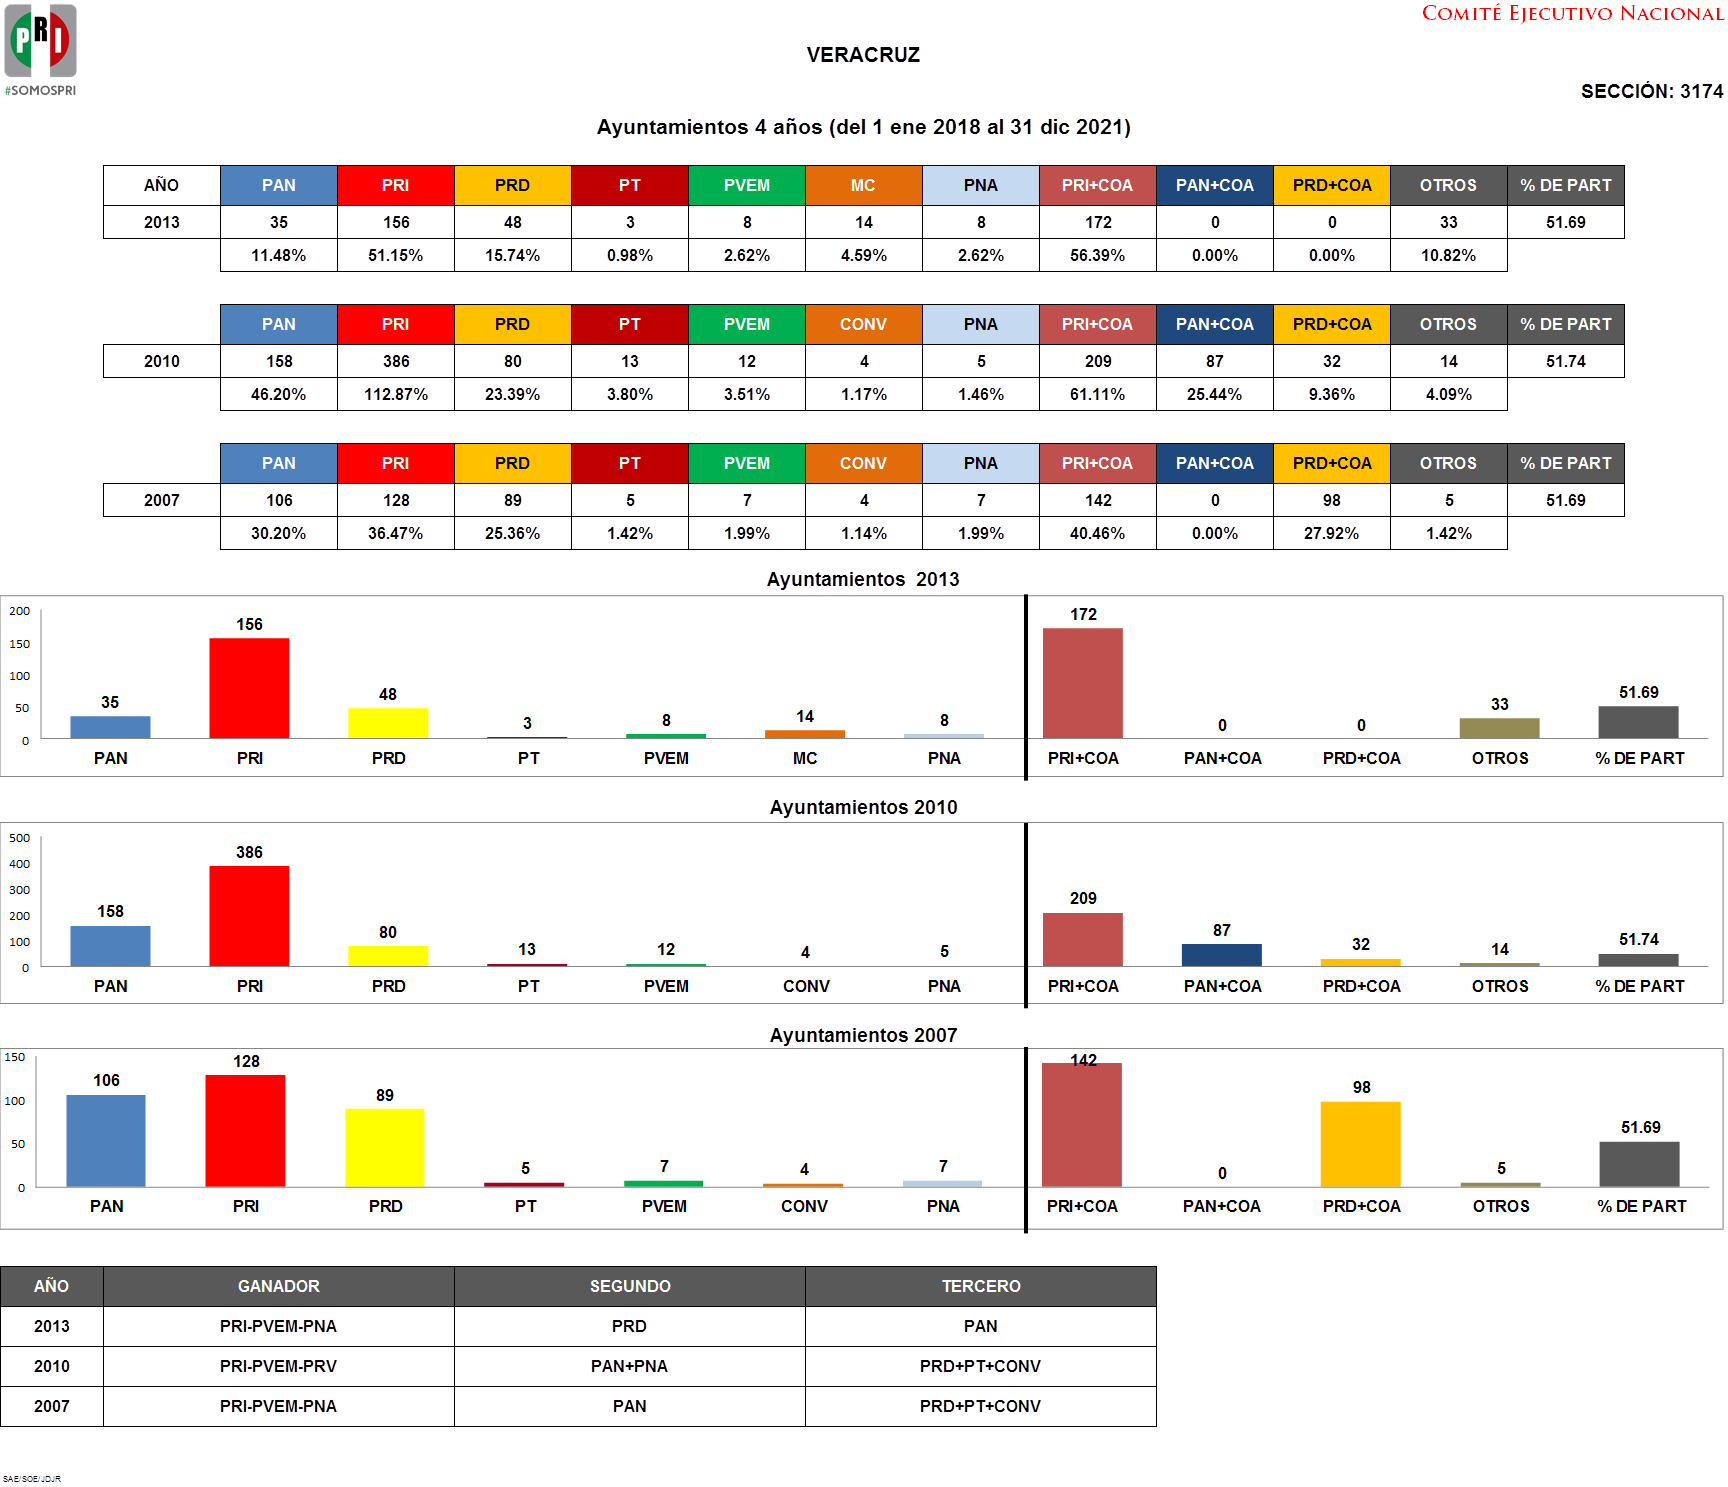 PRI
#SOMOSPRI
COMITÉ EJECUTIVO NACIONAL
VERACRUZ
SECCIÓN: 3174
Ayuntamientos 4 años (del 1 ene 2018 al 31 dic 2021)
AÑO PAN PRI PRD PT PVEM MC PNA PRI+COA PAN+COA PRD+COA OTROS % DE PART
2013 35 156 48 3 8 14 8 172 0 0 33 51.69
11.48% 51.15% 15.74% 0.98% 2.62% 4.59% 2.62% 56.39% 0.00% 0.00% 10.82%
PAN PRI PRD PT PVEM CONV PNA PRI+COA PAN+COA PRD+COA OTROS % DE PART
2010 158 386 80 13 12 4 5 209 87 32 14 51.74
46.20% 112.87% 23.39% 3.80% 3.51% 1.17% 1.46% 61.11% 25.44% 9.36% 4.09%
PAN PRI PRD PT PVEM CONV PNA PRI+COA PAN+COA PRD+COA OTROS % DE PART
2007 106 128 89 5 7 4 7 142 0 98 5 51.69
30.20% 36.47% 25.36% 1.42% 1.99% 1.14% 1.99% 40.46% 0.00% 27.92% 1.42%
Ayuntamientos 2013
200
150
100
50
0
35 156 48 3 8 14 8 172 0 0 33 51.69
PAN PRI PRD PT PVEM MC PNA PRI+COA PAN+COA PRD+COA OTROS % DE PART
Ayuntamientos 2010
500
400
300
200
100
0
158 386 80 13 12 4 5 209 87 32 14 51.74
PAN PRI PRD PT PVEM CONV PNA PRI+COA PAN+COA PRD+COA OTROS % DE PART
Ayuntamientos 2007
150
100
50
0
106 128 89 5 7 4 7 142 0 98 5 51.69
PAN PRI PRD PT PVEM CONV PNA PRI+COA PAN+COA PRD+COA OTROS % DE PART
AÑO GANADOR SEGUNDO TERCERO
2013 PRI-PVEM-PNA PRD PAN
2010 PRI-PVEM-PRV PAN+PNA PRD+PT+CONV
2007 PRI-PVEM-PNA PAN PRD+PT+CONV
SAE/SOE/JDJR